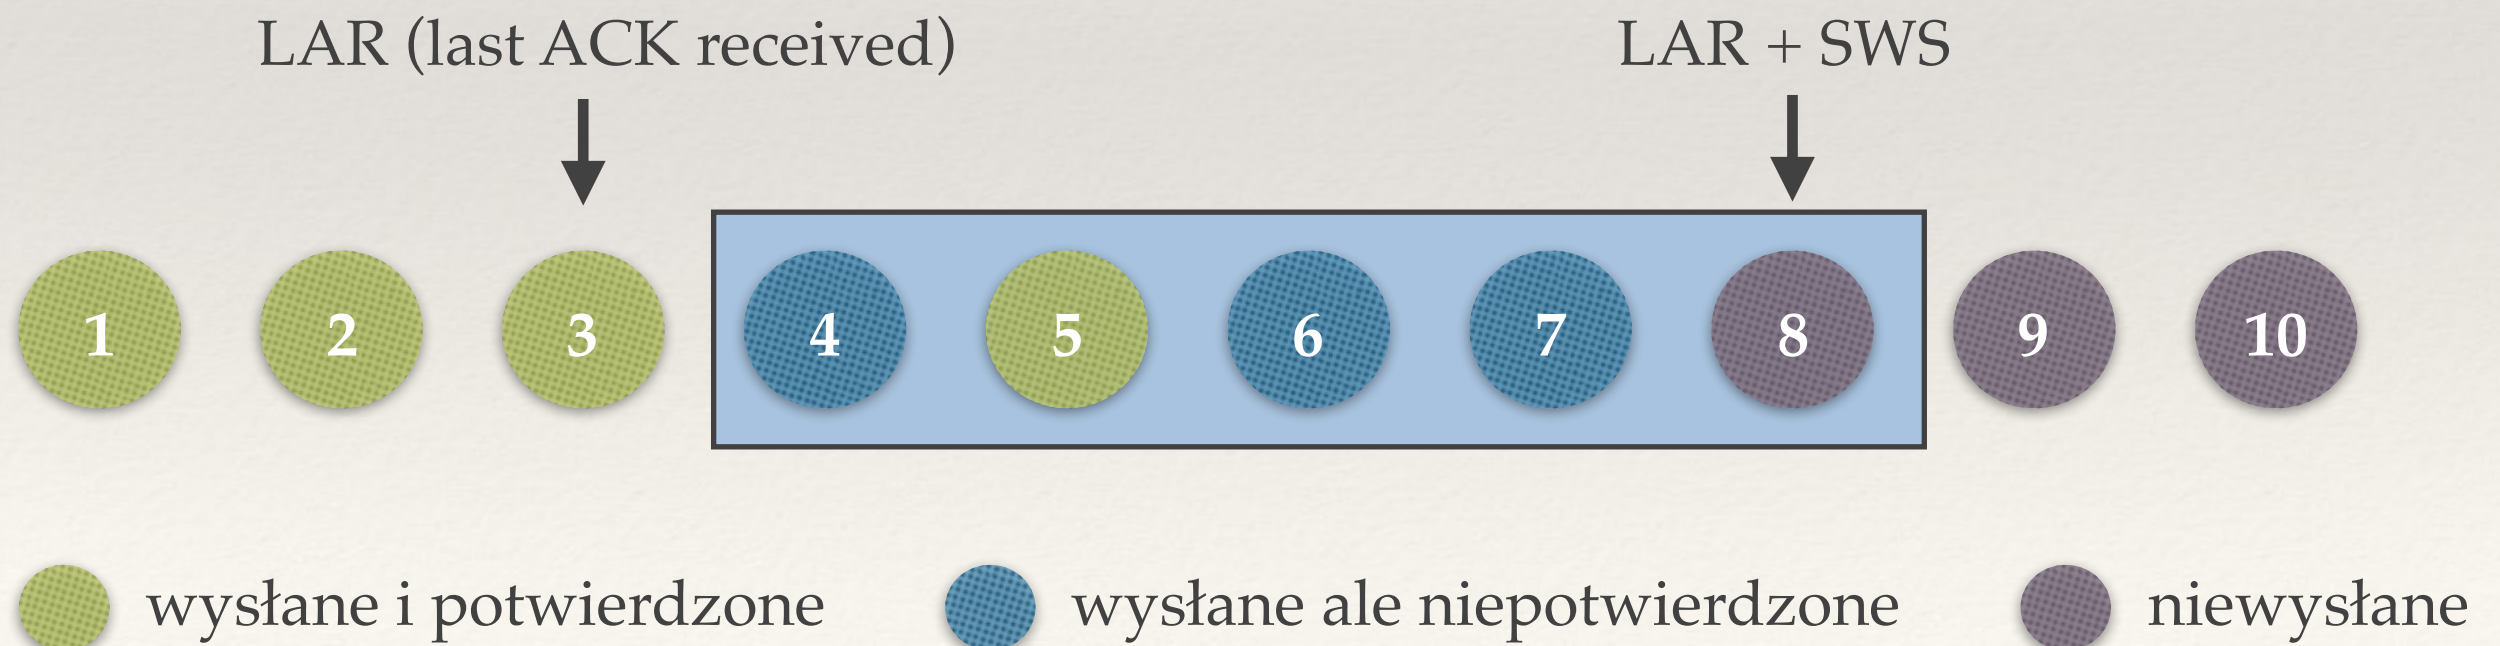 LAR (last ACK received)
LAR + SWS
1 2 3 4 5 6 7 8 9 10
wysłane i potwierdzone
wysłane ale niepotwierdzone
niewysłane